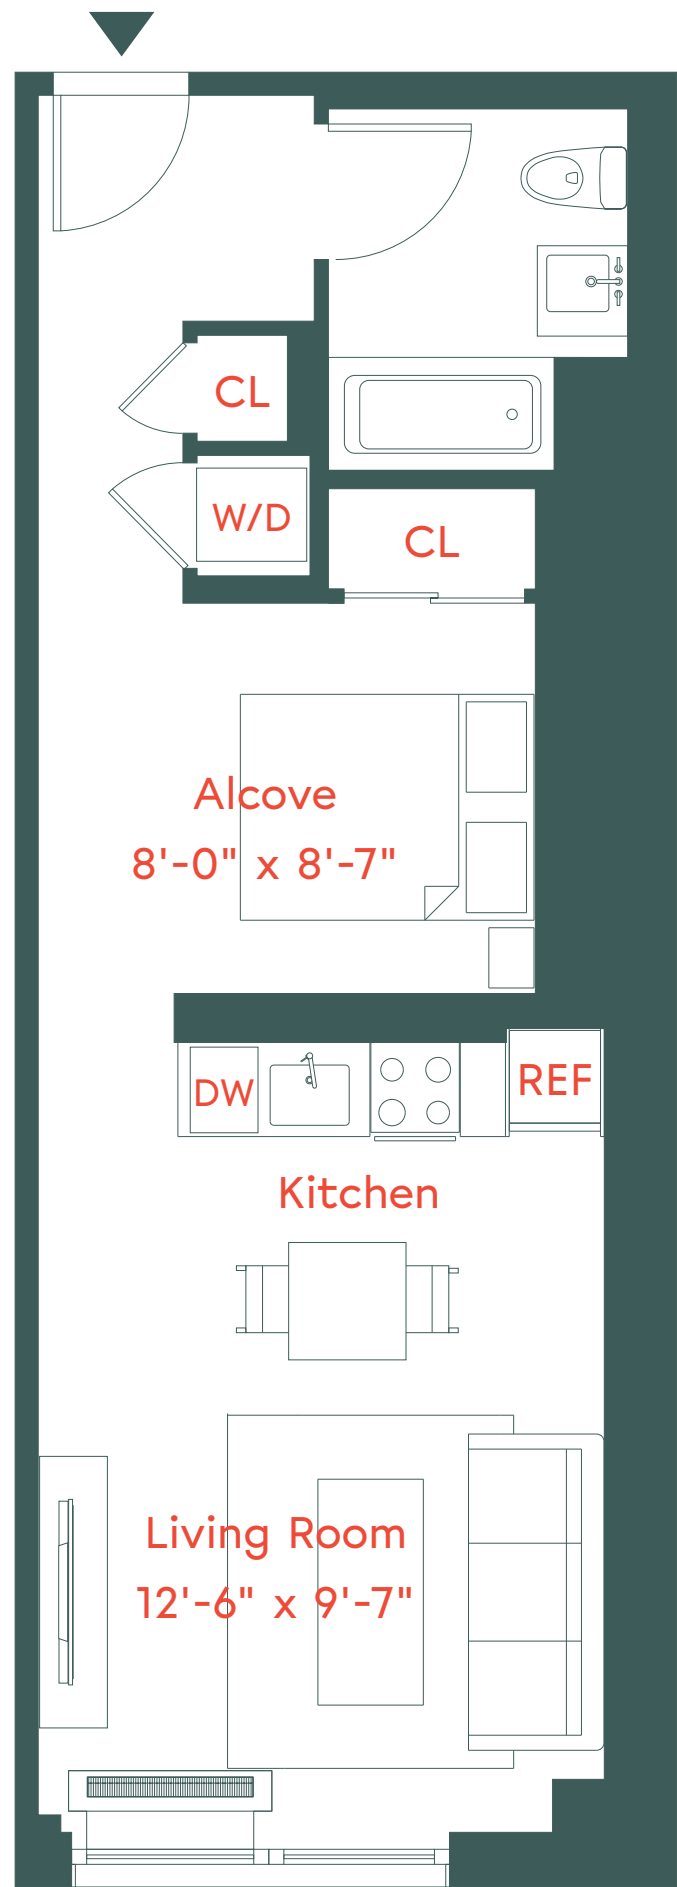 CL
W/D
CL
Alcove
8'-0" x 8'-7"
DW
REF
Kitchen
Living Room
12'-6" x 9'-7"